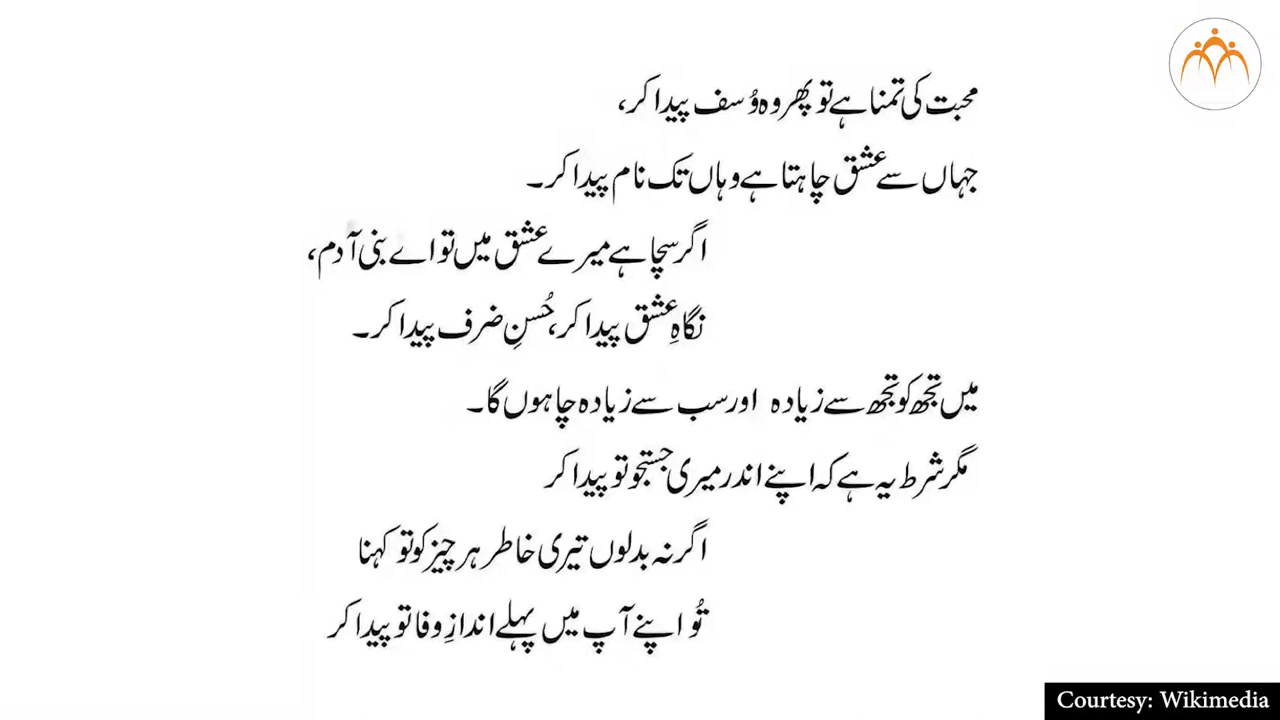 محبت کی تمنا ہے تو پھر وہ وُسف پیدا کر،
جہاں سے عشق چاہتا ہے وہاں تک نام پیدا کر۔
اگر سچا ہے میرے عشق میں تو اے بنی آدم،
نگاہِ عشق پیدا کر، حُسنِ ضرف پیدا کر۔
میں تجھ کو تجھ سے زیادہ اور سب سے زیادہ چاہوں گا۔
مگر شرط یہ ہے کہ اپنے اندر میری جستجو تو پیدا کر
اگر نہ بدلوں تیری خاطر ہر چیز کو تو کہنا
تُو اپنے آپ میں پہلے اندازِ وفا تو پیدا کر
Courtesy: Wikimedia